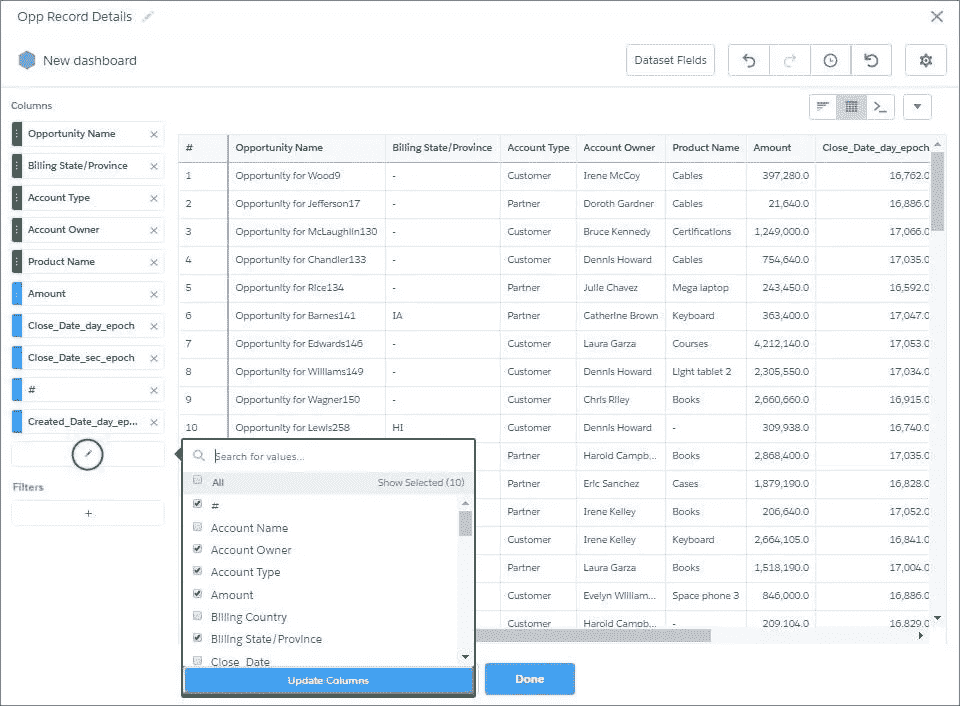 Opp Record Details
New dashboard
Dataset Fields
Columns
Opportunity Name
Billing State/Province
Account Type
Account Owner
Product Name
Amount
Close_Date_day_epoch
Close_Date_sec_epoch
#
Created_Date_day_ep...
Filters
+
# Opportunity Name Billing State/Province Account Type Account Owner Product Name Amount Close_Date_day_epoch
1 Opportunity for Wood9 - Customer Irene McCoy Cables 397,280.0 16,762.0
2 Opportunity for Jefferson17 - Partner Doroth Gardner Cables 21,640.0 16,886.0
3 Opportunity for McLaughlin130 - Customer Bruce Kennedy Certifications 1,249,000.0 17,066.0
4 Opportunity for Chandler133 - Customer Dennis Howard Cables 754,640.0 17,035.0
5 Opportunity for Rice134 - Partner Julie Chavez Mega laptop 243,450.0 16,592.0
6 Opportunity for Barnes141 IA Partner Catherine Brown Keyboard 363,400.0 17,047.0
7 Opportunity for Edwards146 - Customer Laura Garza Courses 4,212,140.0 17,053.0
8 Opportunity for Williams149 - Customer Dennis Howard Light tablet 2 2,305,550.0 17,034.0
9 Opportunity for Wagner150 - Customer Chris Riley Books 2,660,660.0 16,915.0
10 Opportunity for Lewis258 HI Customer Dennis Howard - 309,938.0 16,740.0
Partner Harold Campb... Books 2,868,400.0 17,035.0
Partner Eric Sanchez Cases 1,879,190.0 16,828.0
Partner Irene Kelley Books 206,640.0 17,052.0
Customer Irene Kelley Keyboard 2,664,105.0 16,841.0
Partner Laura Garza Books 1,518,190.0 17,004.0
Customer Evelyn William... Space phone 3 846,000.0 16,886.0
Customer Harold Campb... - 209,104.0 16,829.0
Search for values...
All Show Selected (10)
#
Account Name
Account Owner
Account Type
Amount
Billing Country
Billing State/Province
Close_Date
Update Columns
Done